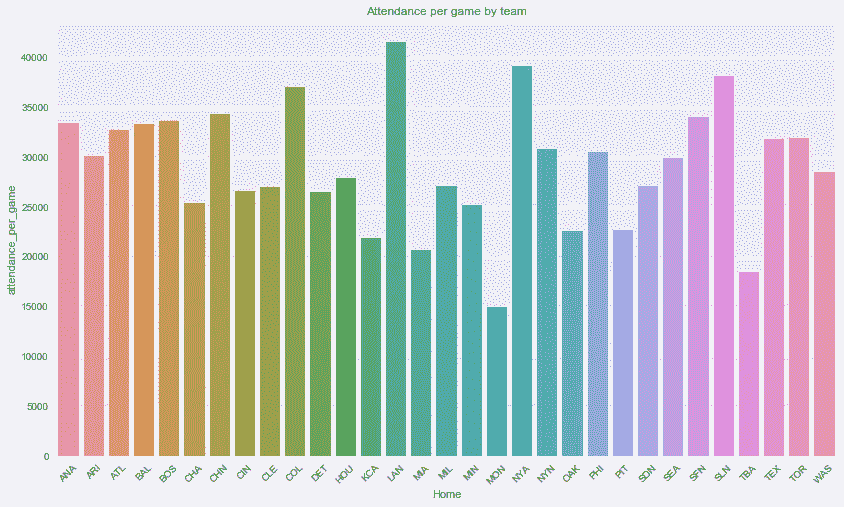 Attendance per game by team
attendance_per_game
40000
35000
30000
25000
20000
15000
10000
5000
0
ANA ARI ATL BAL BOS CHA CHN CIN CLE COL DET HOU KCA LAN MIA MIL MIN MON NYA NYN OAK PHI PIT SDN SEA SFN SLN TBA TEX TOR WAS
Home